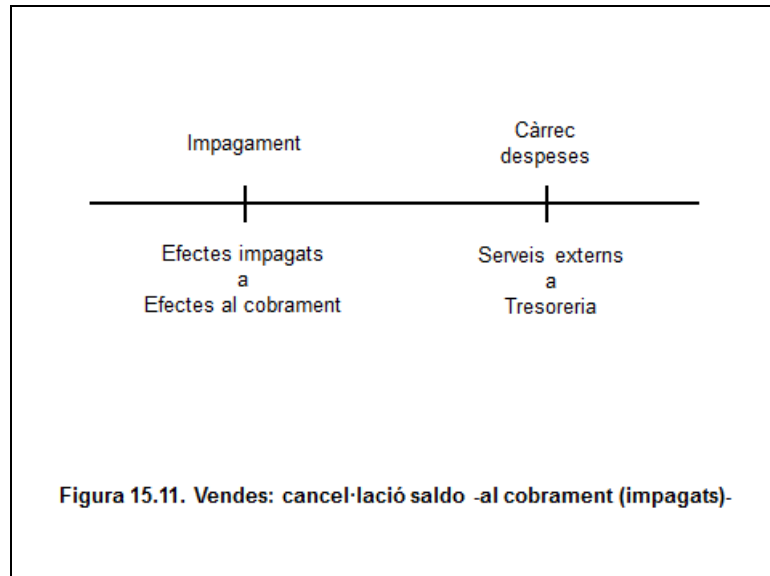 Impagament
Càrrec
despeses
Efectes impagats
a
Efectes al cobrament
Serveis externs
a
Tresoreria
Figura 15.11. Vendes: cancel·lació saldo -al cobrament (impagats)-